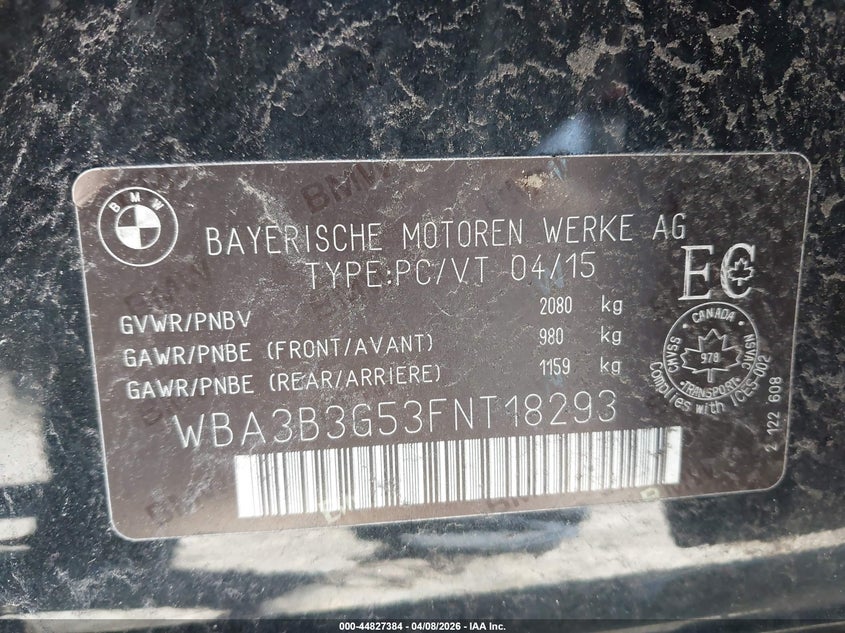 BMW
BAYERISCHE MOTOREN WERKE AG
TYPE:PC/VT 04/15
EC
GVWR/PNBV 2080 kg
GAWR/PNBE (FRONT/AVANT) 980 kg
GAWR/PNBE (REAR/ARRIERE) 1159 kg
CANADA
978
TRANSPORT
CMVSS
NSVAC
Complies with ICES-002
WBA3B3G53FNT18293
2 122 608
000-44827384 | 04/08/2026 | IAA Inc.